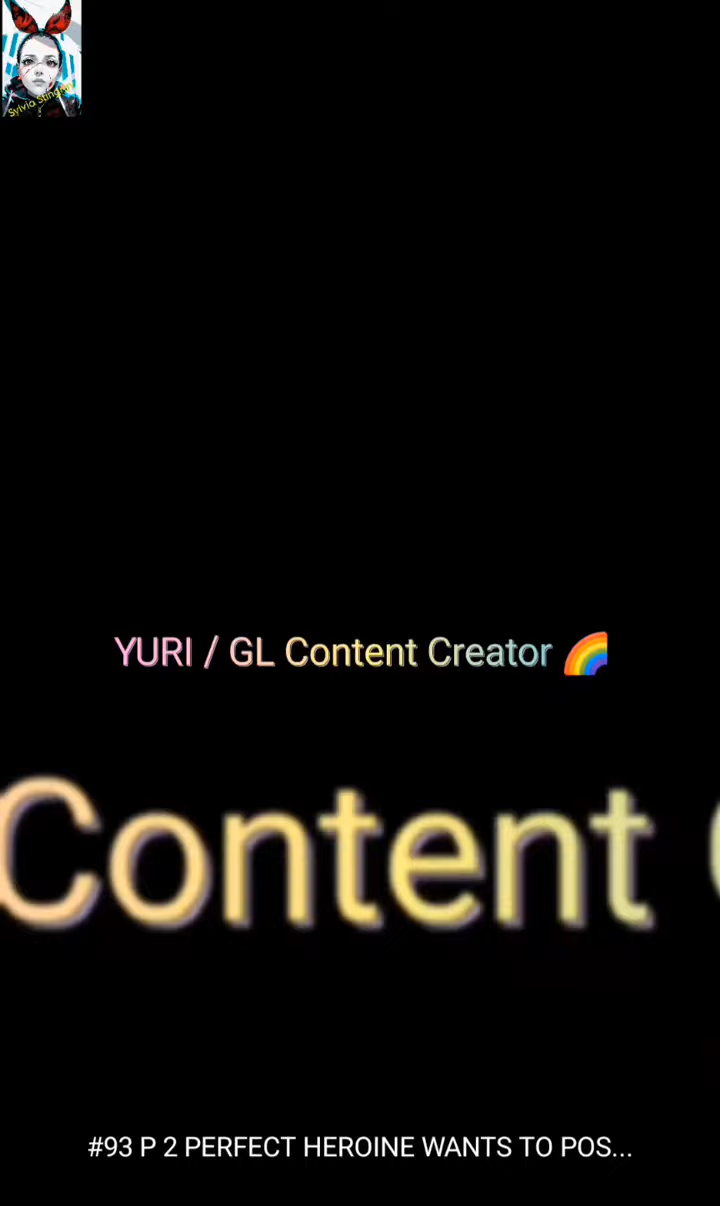 Sylvia Stingray
YURI / GL Content Creator 🌈
Content
#93 P 2 PERFECT HEROINE WANTS TO POS...